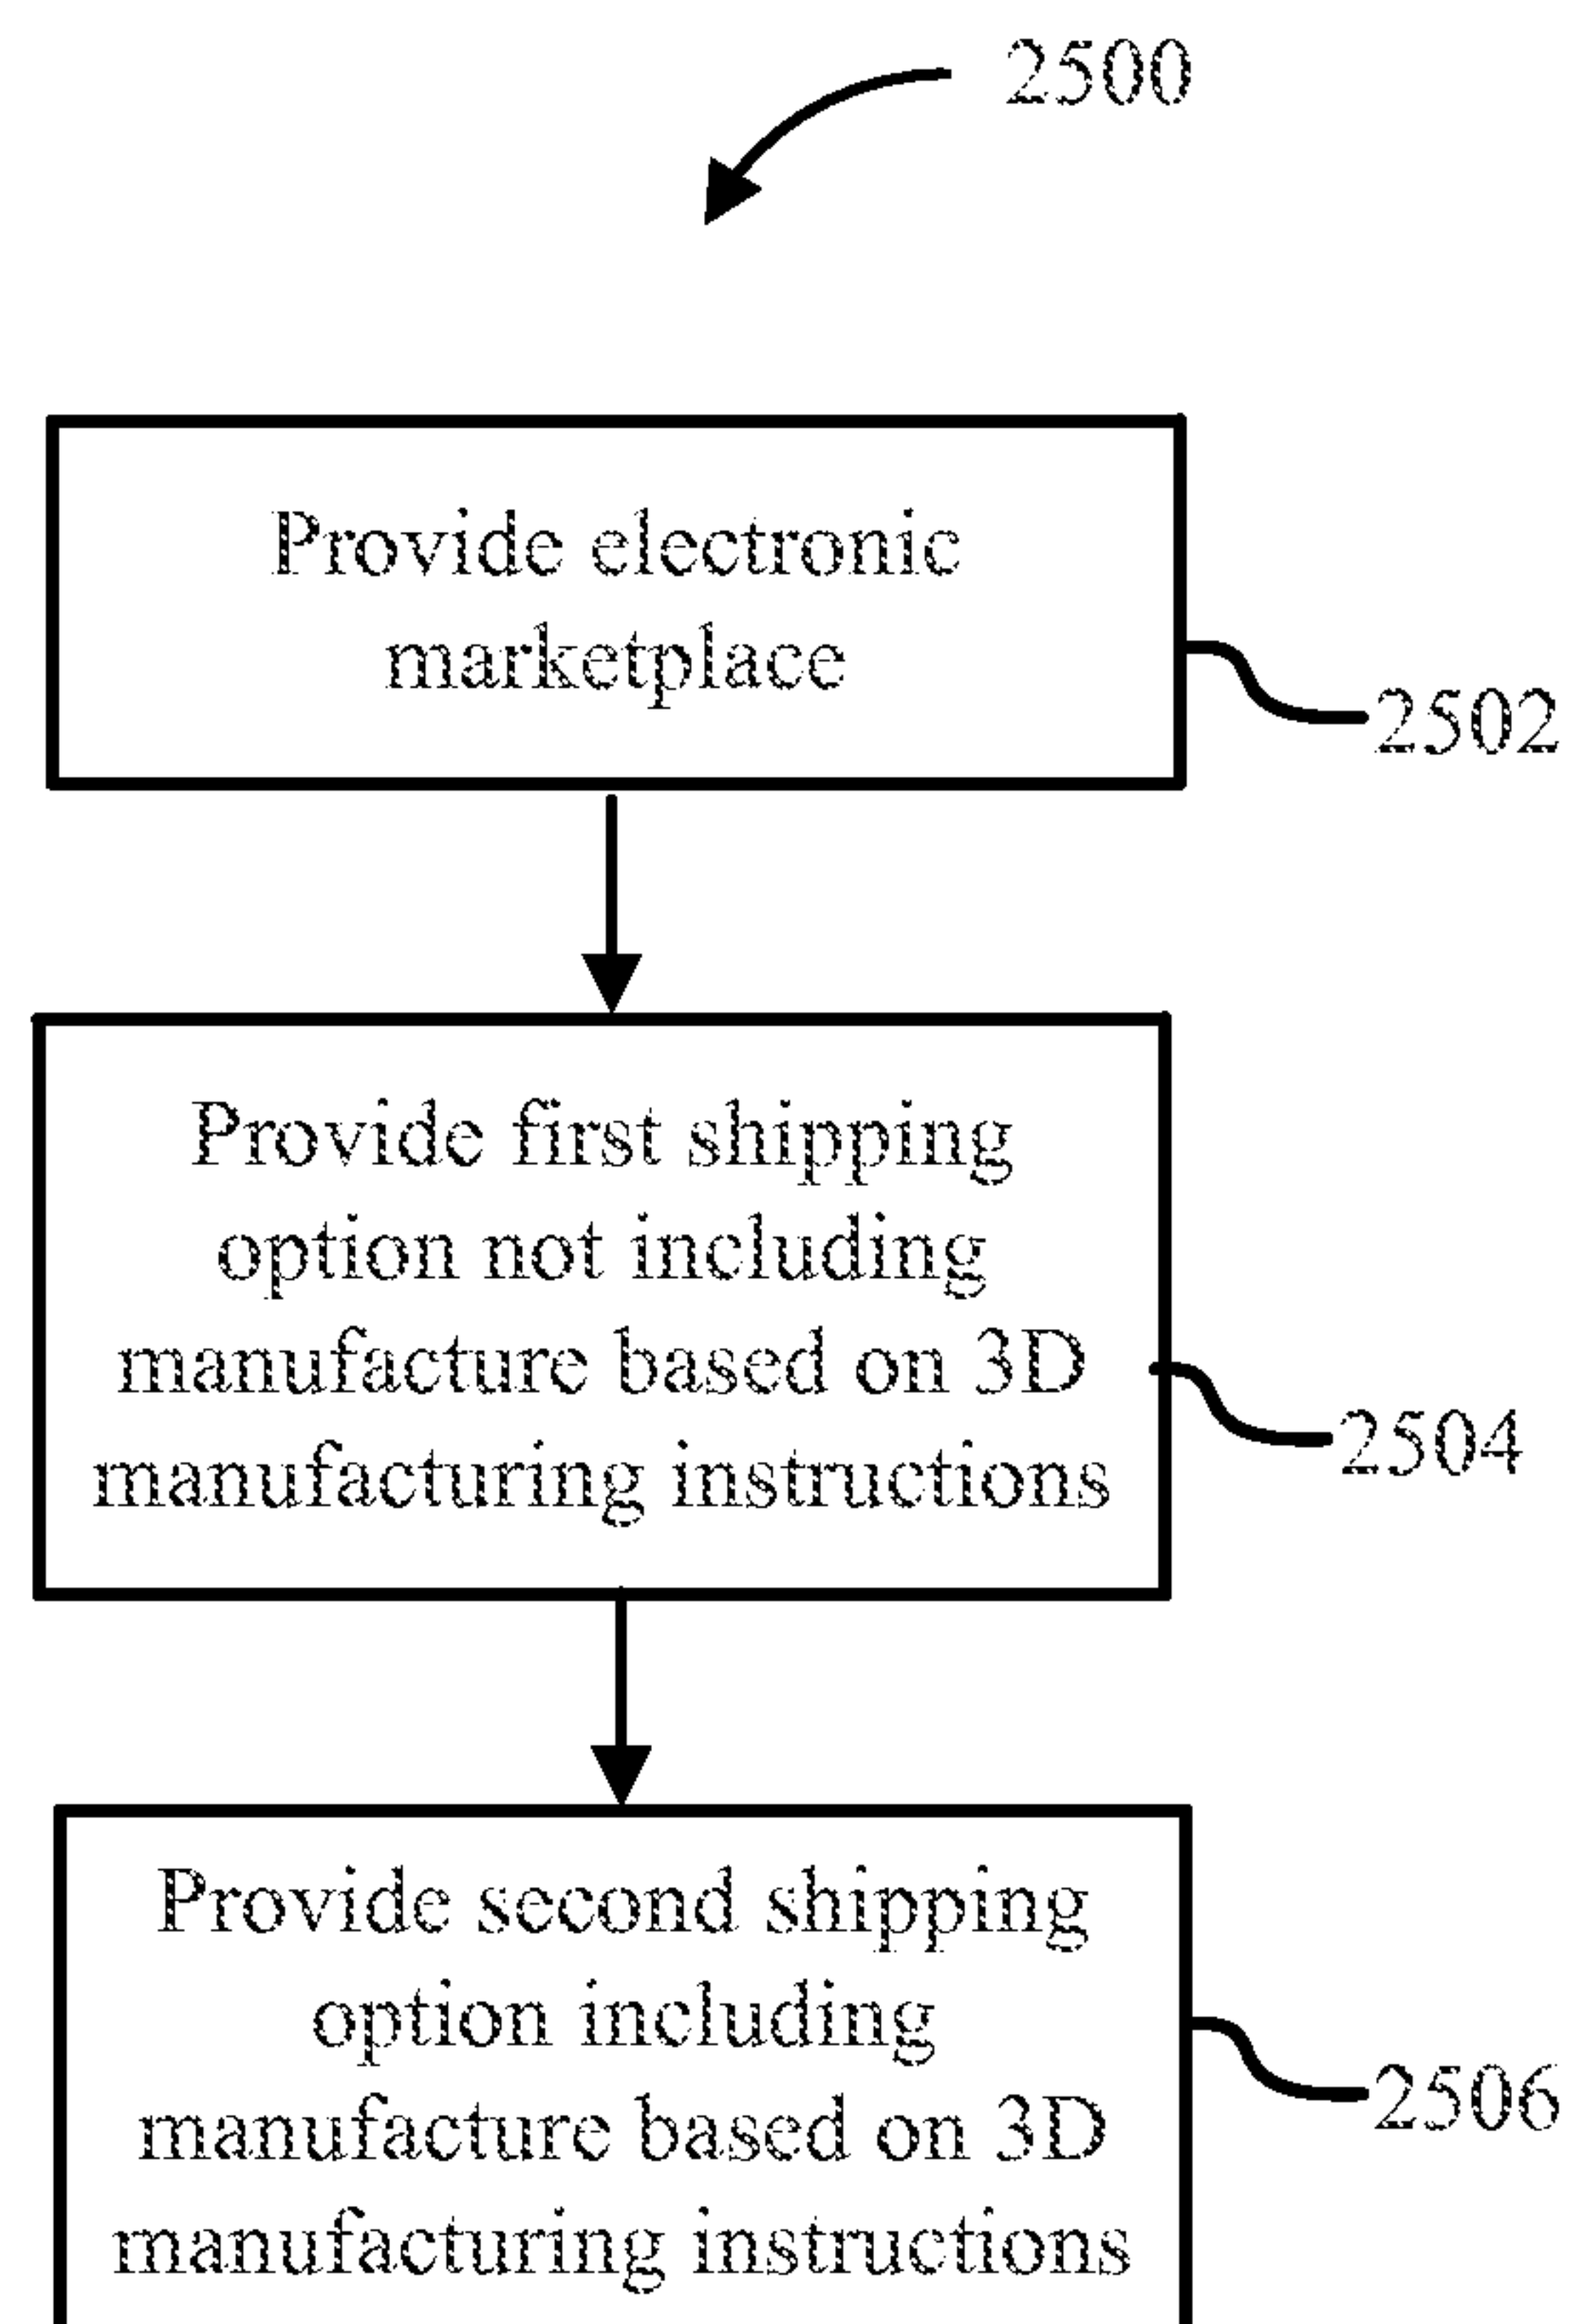 2500
Provide electronic
marketplace
2502
Provide first shipping
option not including
manufacture based on 3D
manufacturing instructions
2504
Provide second shipping
option including
manufacture based on 3D
manufacturing instructions
2506